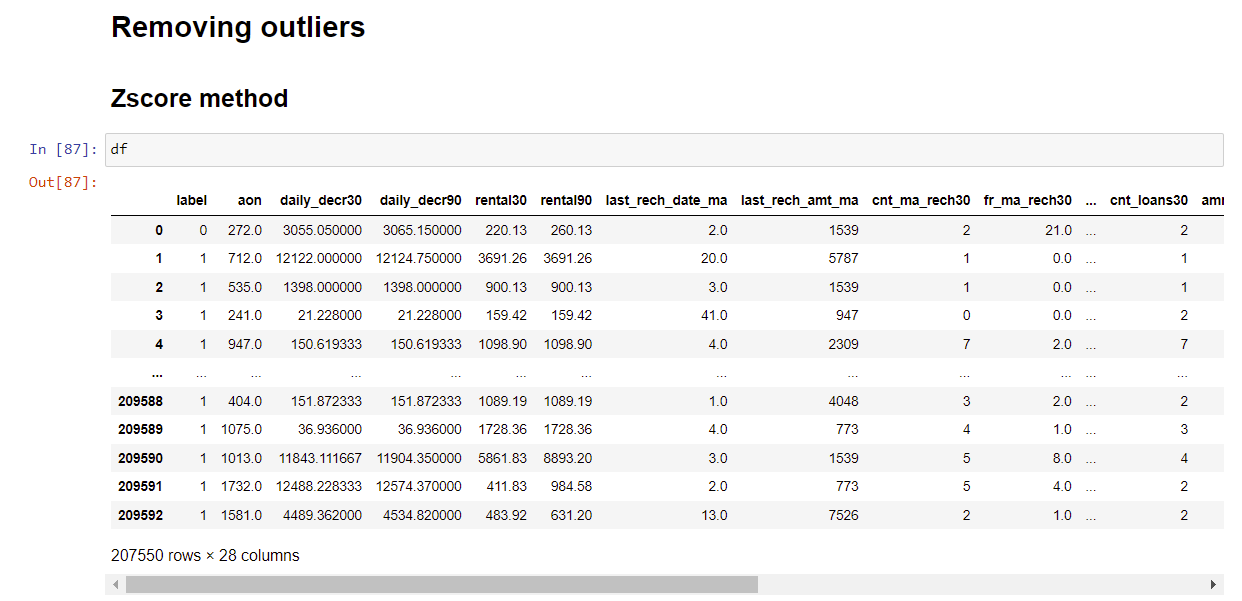 Removing outliers
Zscore method
In [87]: df
Out[87]:
label aon daily_decr30 daily_decr90 rental30 rental90 last_rech_date_ma last_rech_amt_ma cnt_ma_rech30 fr_ma_rech30 ... cnt_loans30
0 0 272.0 3055.050000 3065.150000 220.13 260.13 2.0 1539 2 21.0 ... 2
1 1 712.0 12122.000000 12124.750000 3691.26 3691.26 20.0 5787 1 0.0 ... 1
2 1 535.0 1398.000000 1398.000000 900.13 900.13 3.0 1539 1 0.0 ... 1
3 1 241.0 21.228000 21.228000 159.42 159.42 41.0 947 0 0.0 ... 2
4 1 947.0 150.619333 150.619333 1098.90 1098.90 4.0 2309 7 2.0 ... 7
... ... ... ... ... ... ... ... ... ... ... ... ...
209588 1 404.0 151.872333 151.872333 1089.19 1089.19 1.0 4048 3 2.0 ... 2
209589 1 1075.0 36.936000 36.936000 1728.36 1728.36 4.0 773 4 1.0 ... 3
209590 1 1013.0 11843.111667 11904.350000 5861.83 8893.20 3.0 1539 5 8.0 ... 4
209591 1 1732.0 12488.228333 12574.370000 411.83 984.58 2.0 773 5 4.0 ... 2
209592 1 1581.0 4489.362000 4534.820000 483.92 631.20 13.0 7526 2 1.0 ... 2
207550 rows × 28 columns